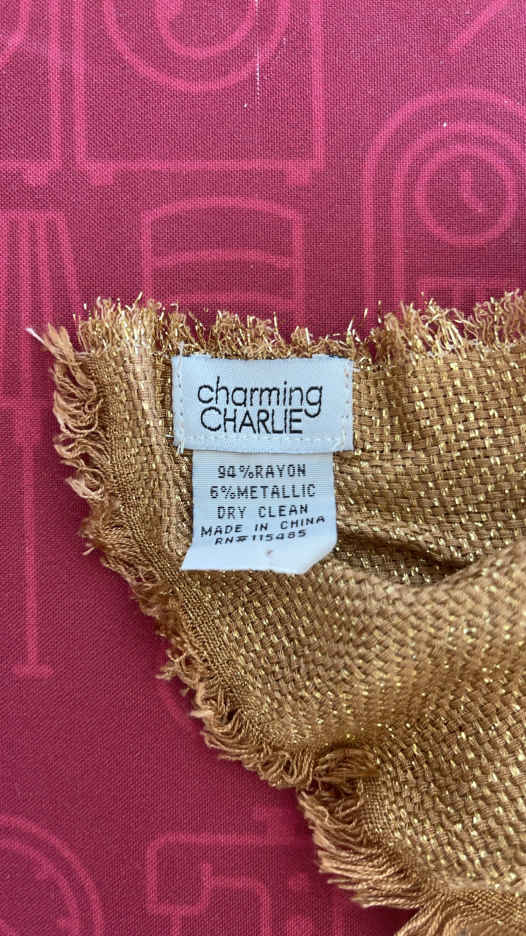 charming
CHARLIE
94%RAYON
6%METALLIC
DRY CLEAN
MADE IN CHINA
RN#115485